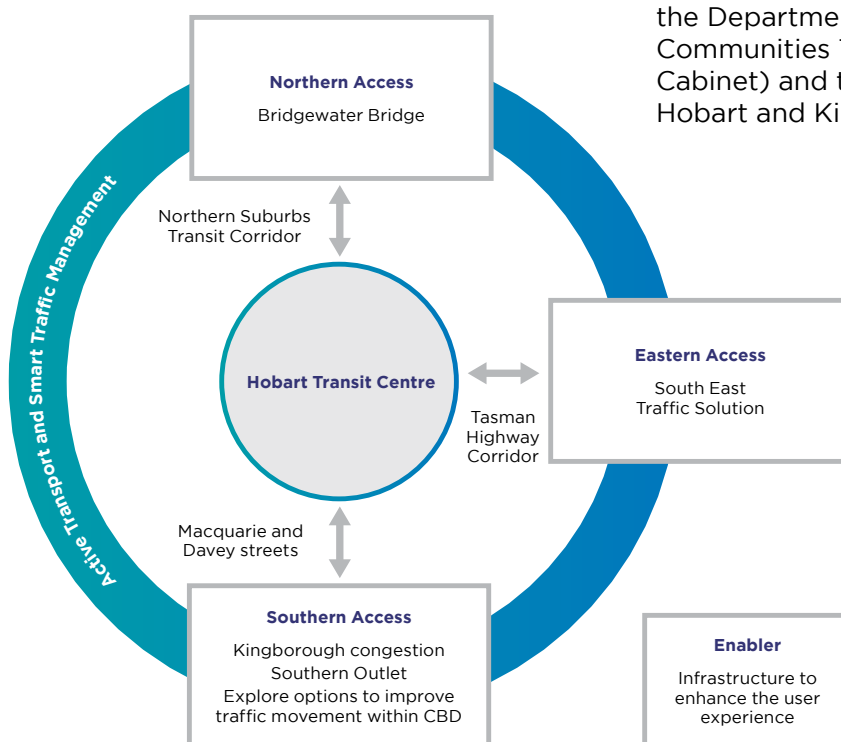 the Departme
Communities
Cabinet) and t
Hobart and Ki
Northern Access
Bridgewater Bridge
Northern Suburbs
Transit Corridor
Active Transport and Smart Traffic Management
Hobart Transit Centre
Eastern Access
South East
Traffic Solution
Tasman
Highway
Corridor
Macquarie and
Davey streets
Southern Access
Kingborough congestion
Southern Outlet
Explore options to improve
traffic movement within CBD
Enabler
Infrastructure to
enhance the user
experience